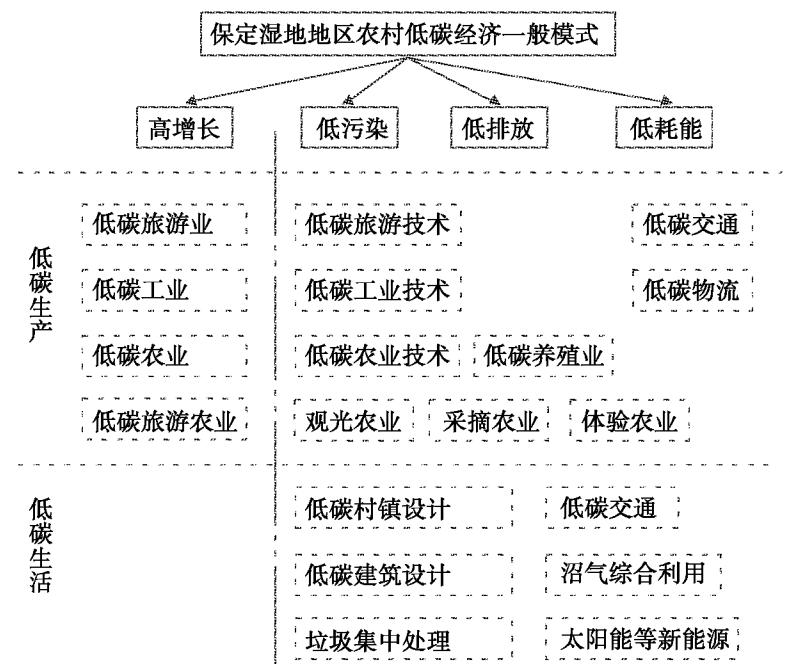 保定湿地地区农村低碳经济一般模式
高增长
低污染
低排放
低耗能
低碳生产
低碳旅游业
低碳旅游技术
低碳交通
低碳工业
低碳工业技术
低碳物流
低碳农业
低碳农业技术
低碳养殖业
低碳旅游农业
观光农业
采摘农业
体验农业
低碳生活
低碳村镇设计
低碳交通
低碳建筑设计
沼气综合利用
垃圾集中处理
太阳能等新能源